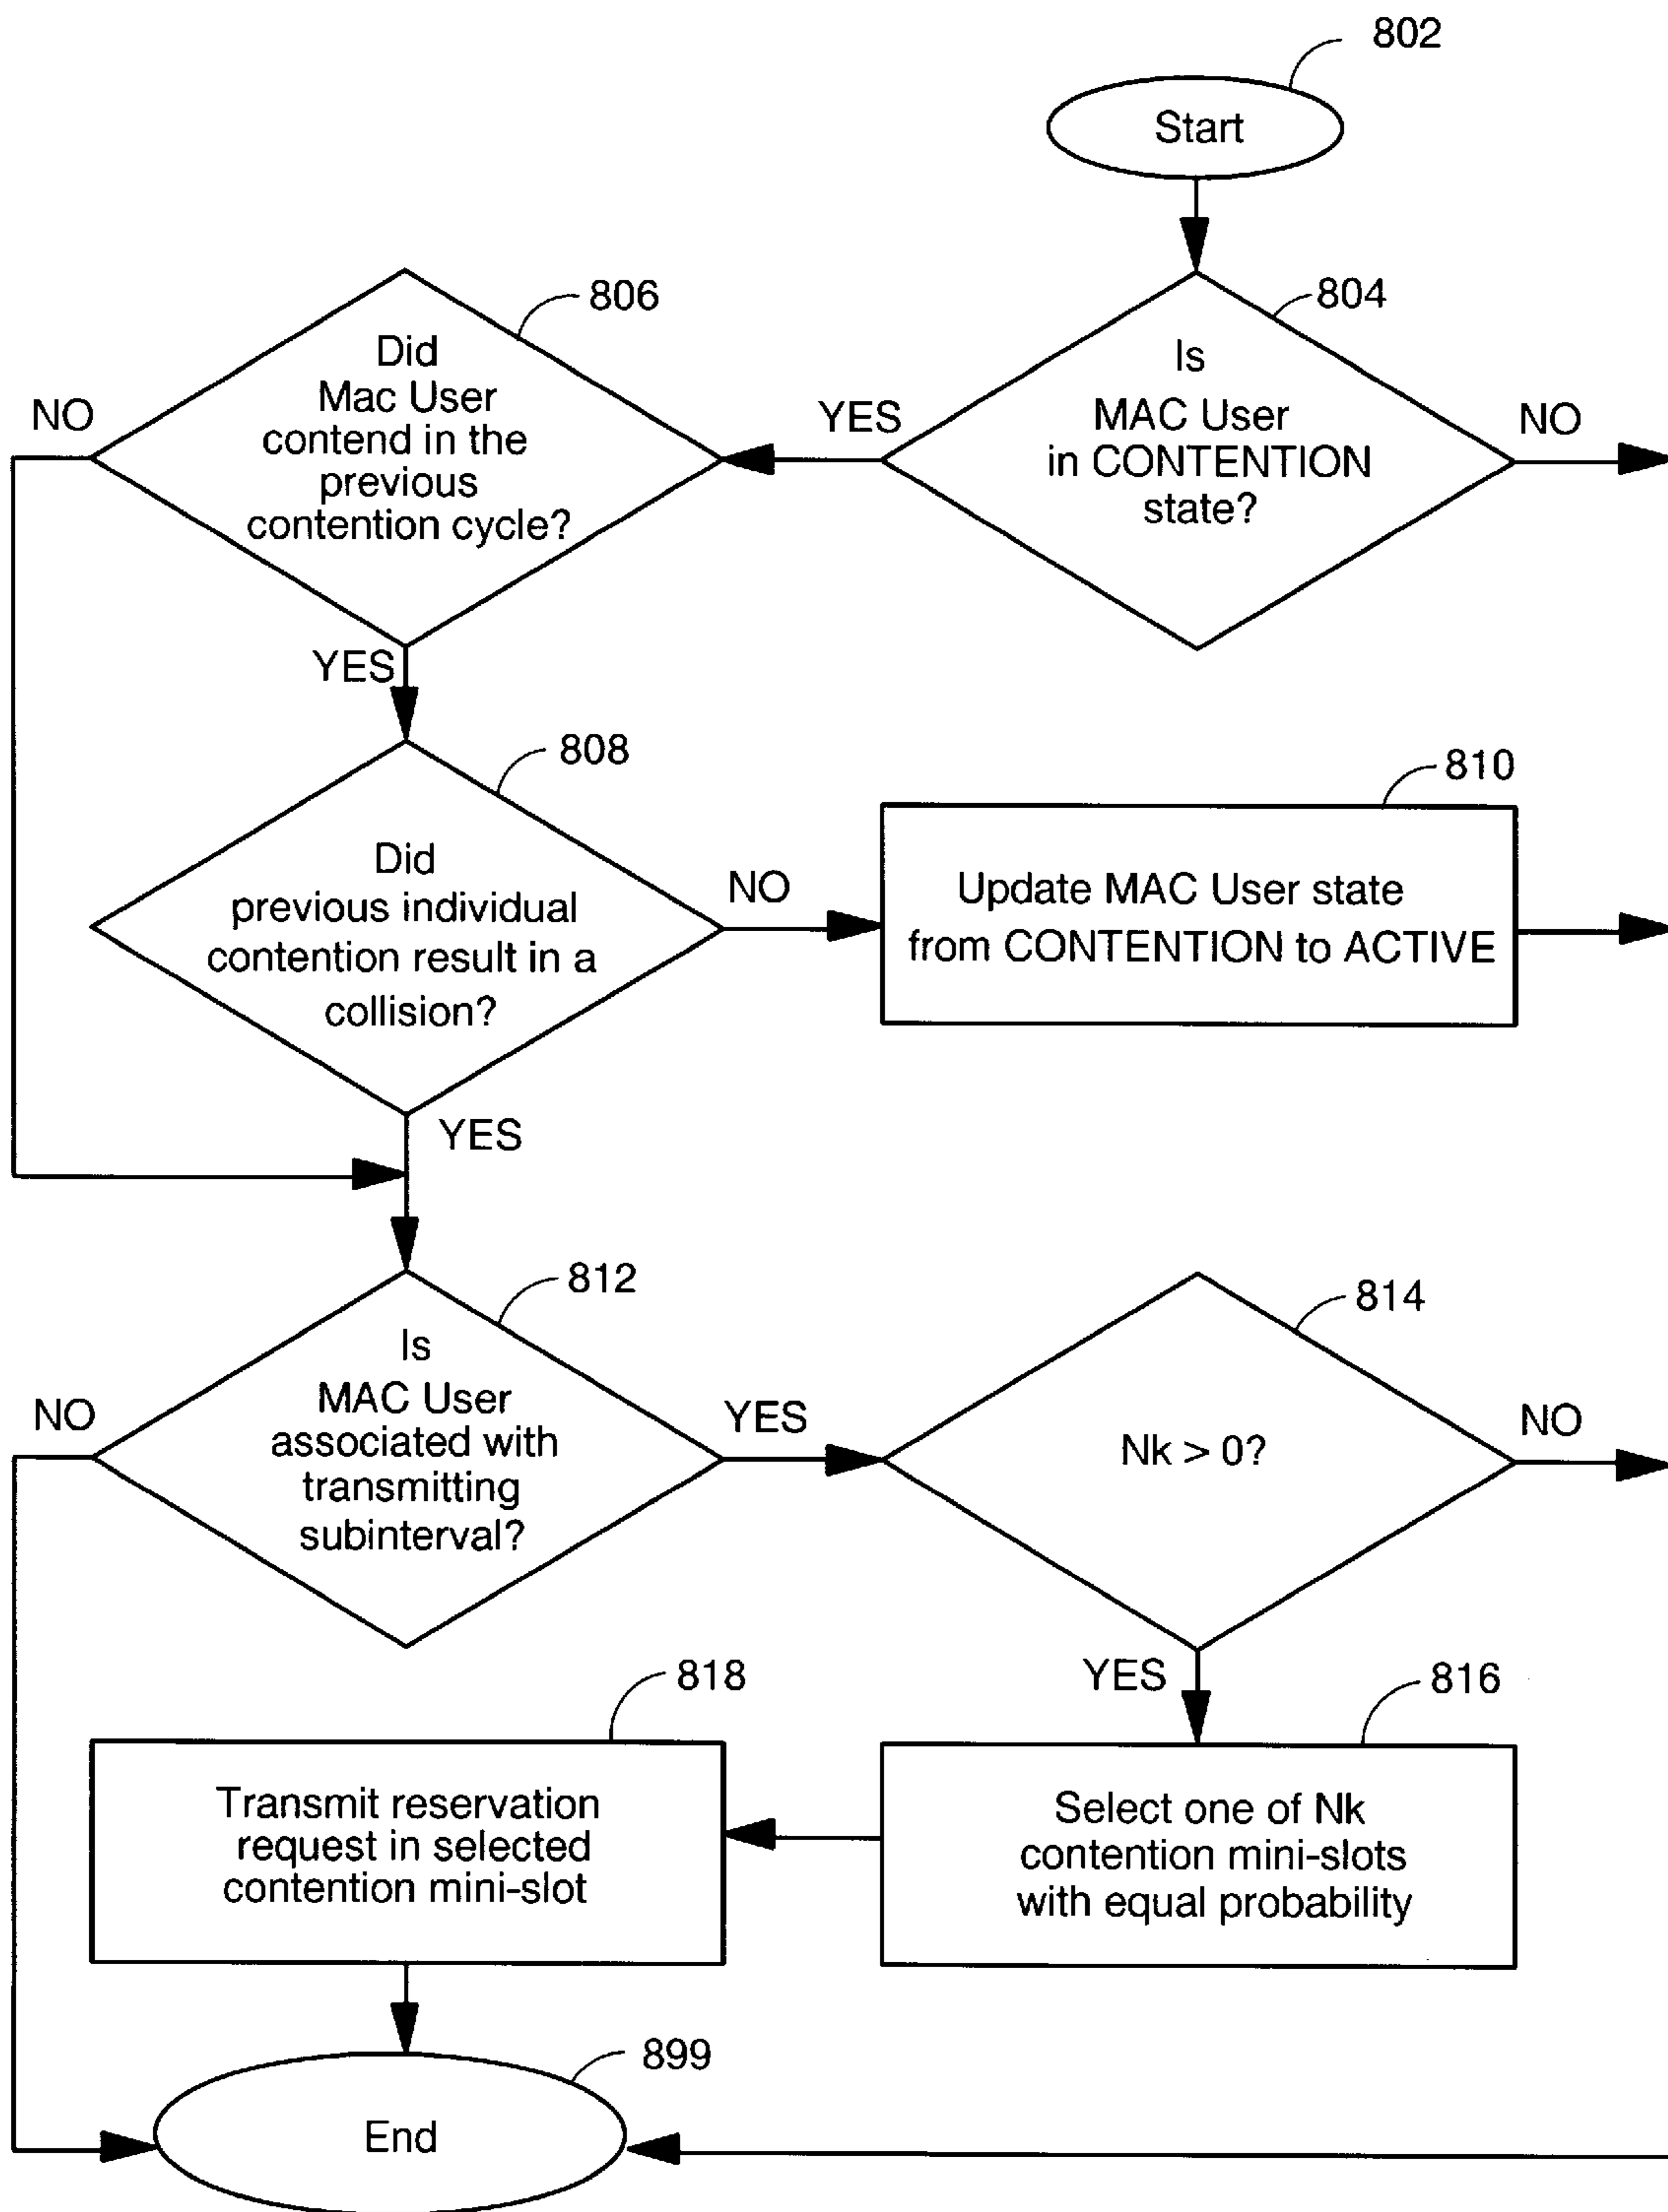 802
Start
804
Is
MAC User
in CONTENTION
state?
YES
NO
806
Did
Mac User
contend in the
previous
contention cycle?
NO
YES
808
Did
previous individual
contention result in a
collision?
NO
YES
810
Update MAC User state
from CONTENTION to ACTIVE
812
Is
MAC User
associated with
transmitting
subinterval?
NO
YES
814
Nk > 0?
NO
YES
816
Select one of Nk
contention mini-slots
with equal probability
818
Transmit reservation
request in selected
contention mini-slot
899
End